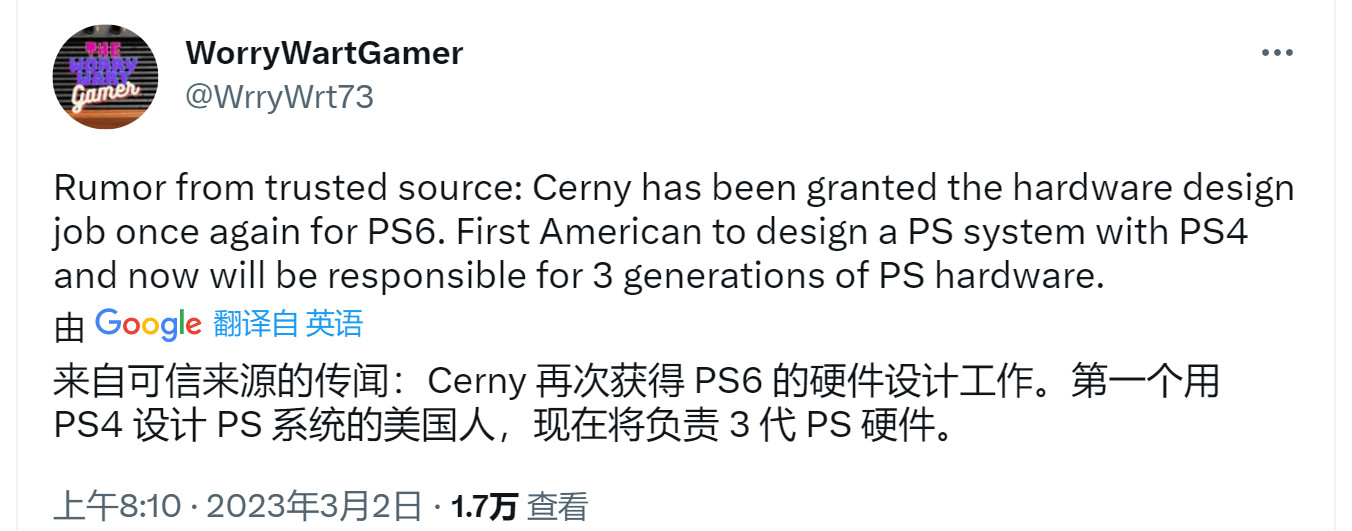 THE
WORRY
WART
Gamer
WorryWartGamer
@WrryWrt73
Rumor from trusted source: Cerny has been granted the hardware design
job once again for PS6. First American to design a PS system with PS4
and now will be responsible for 3 generations of PS hardware.
由 Google 翻译自 英语
来自可信来源的传闻：Cerny 再次获得 PS6 的硬件设计工作。第一个用
PS4 设计 PS 系统的美国人，现在将负责 3 代 PS 硬件。
上午8:10 · 2023年3月2日 · 1.7万 查看